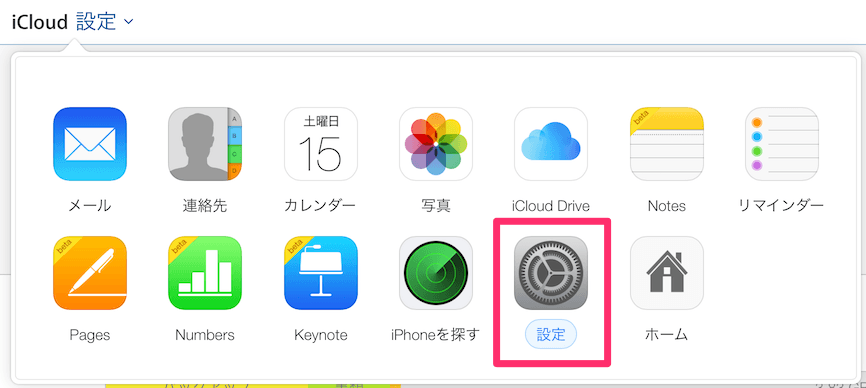 iCloud 設定
土曜日
15
A
B
C
D
beta
メール
連絡先
カレンダー
写真
iCloud Drive
Notes
リマインダー
beta
beta
beta
Pages
Numbers
Keynote
iPhoneを探す
設定
ホーム